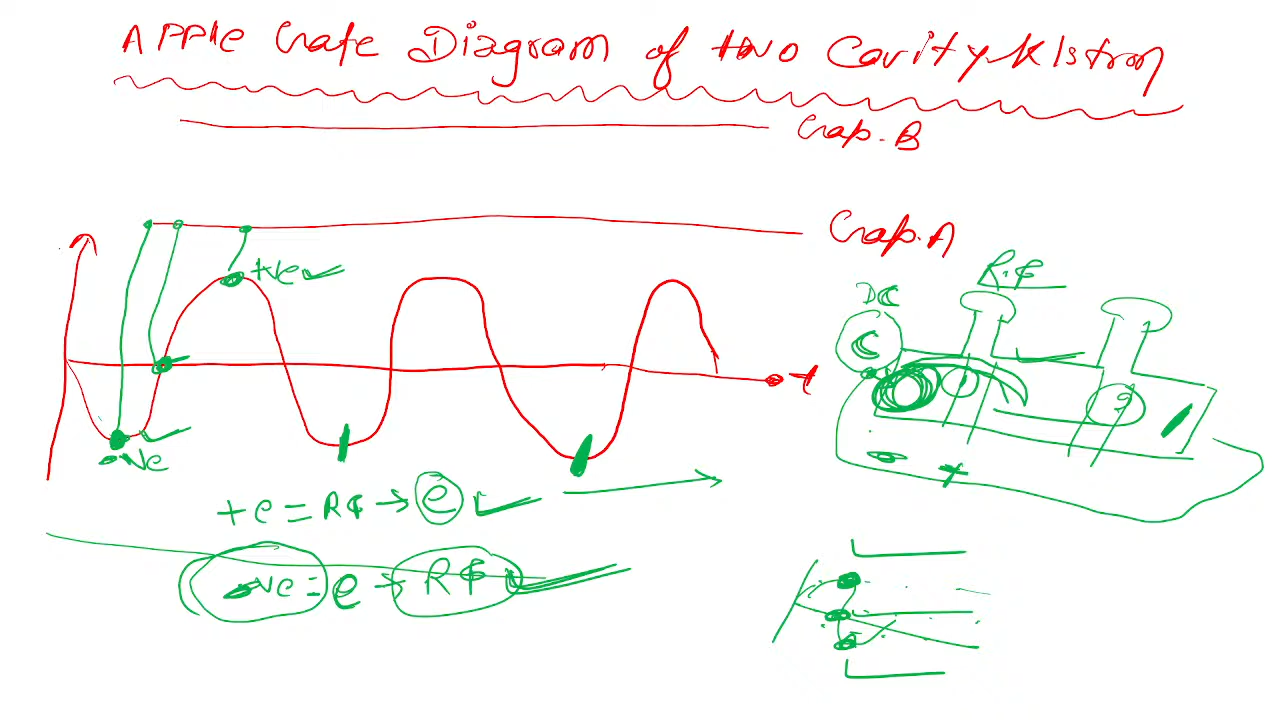 Apple Gate Diagram of two Cavity Klstron
Gap. B
Gap. A
+Ve
R.F
DC
t
-Ve
+e = RF → e
-Ve = e → RF
-
+